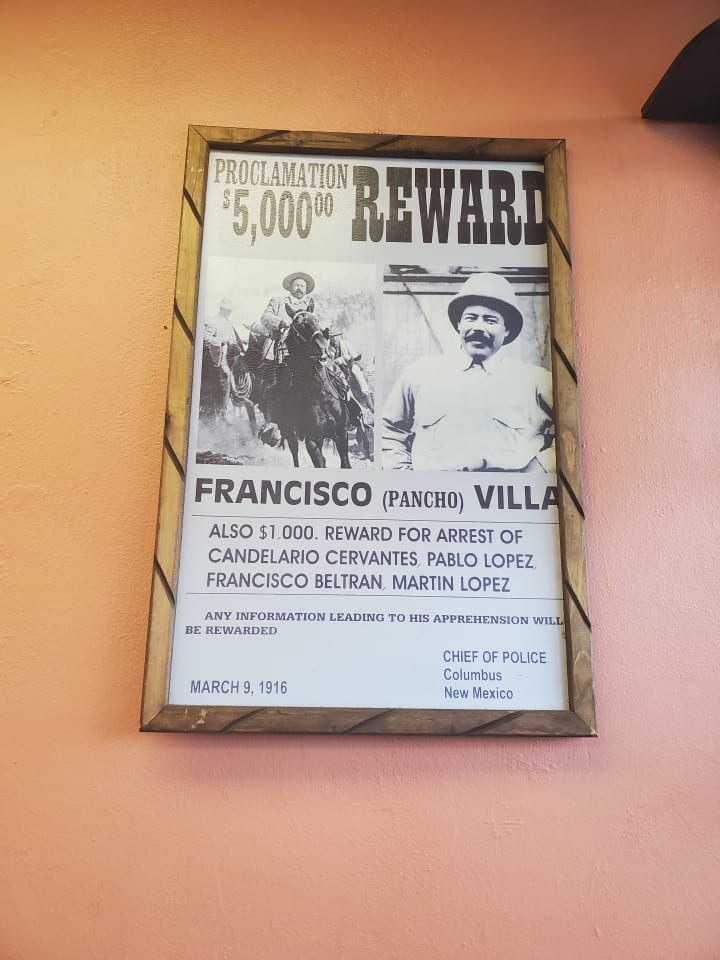 PROCLAMATION
$5,000⁰⁰ REWARD
FRANCISCO (PANCHO) VILLA
ALSO $1,000. REWARD FOR ARREST OF
CANDELARIO CERVANTES, PABLO LOPEZ,
FRANCISCO BELTRAN, MARTIN LOPEZ
ANY INFORMATION LEADING TO HIS APPREHENSION WILL
BE REWARDED
CHIEF OF POLICE
Columbus
New Mexico
MARCH 9, 1916